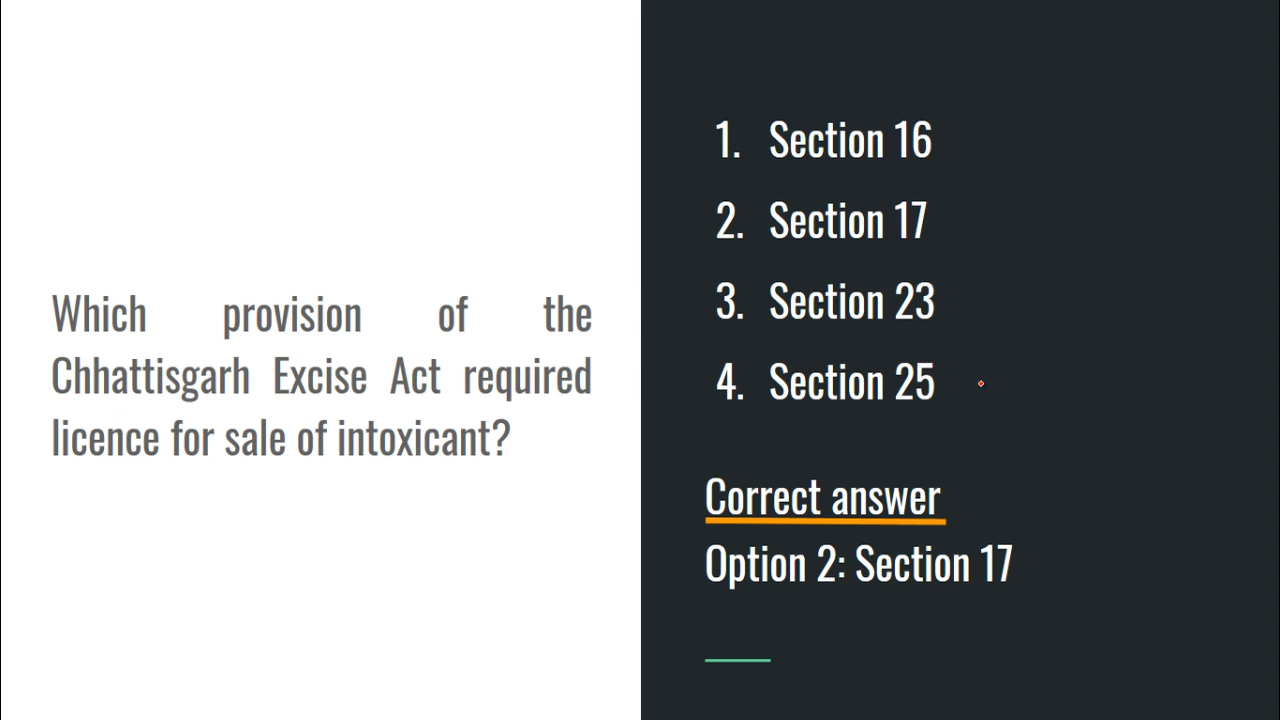 Which provision of the
Chhattisgarh Excise Act required
licence for sale of intoxicant?
1. Section 16
2. Section 17
3. Section 23
4. Section 25
Correct answer
Option 2: Section 17